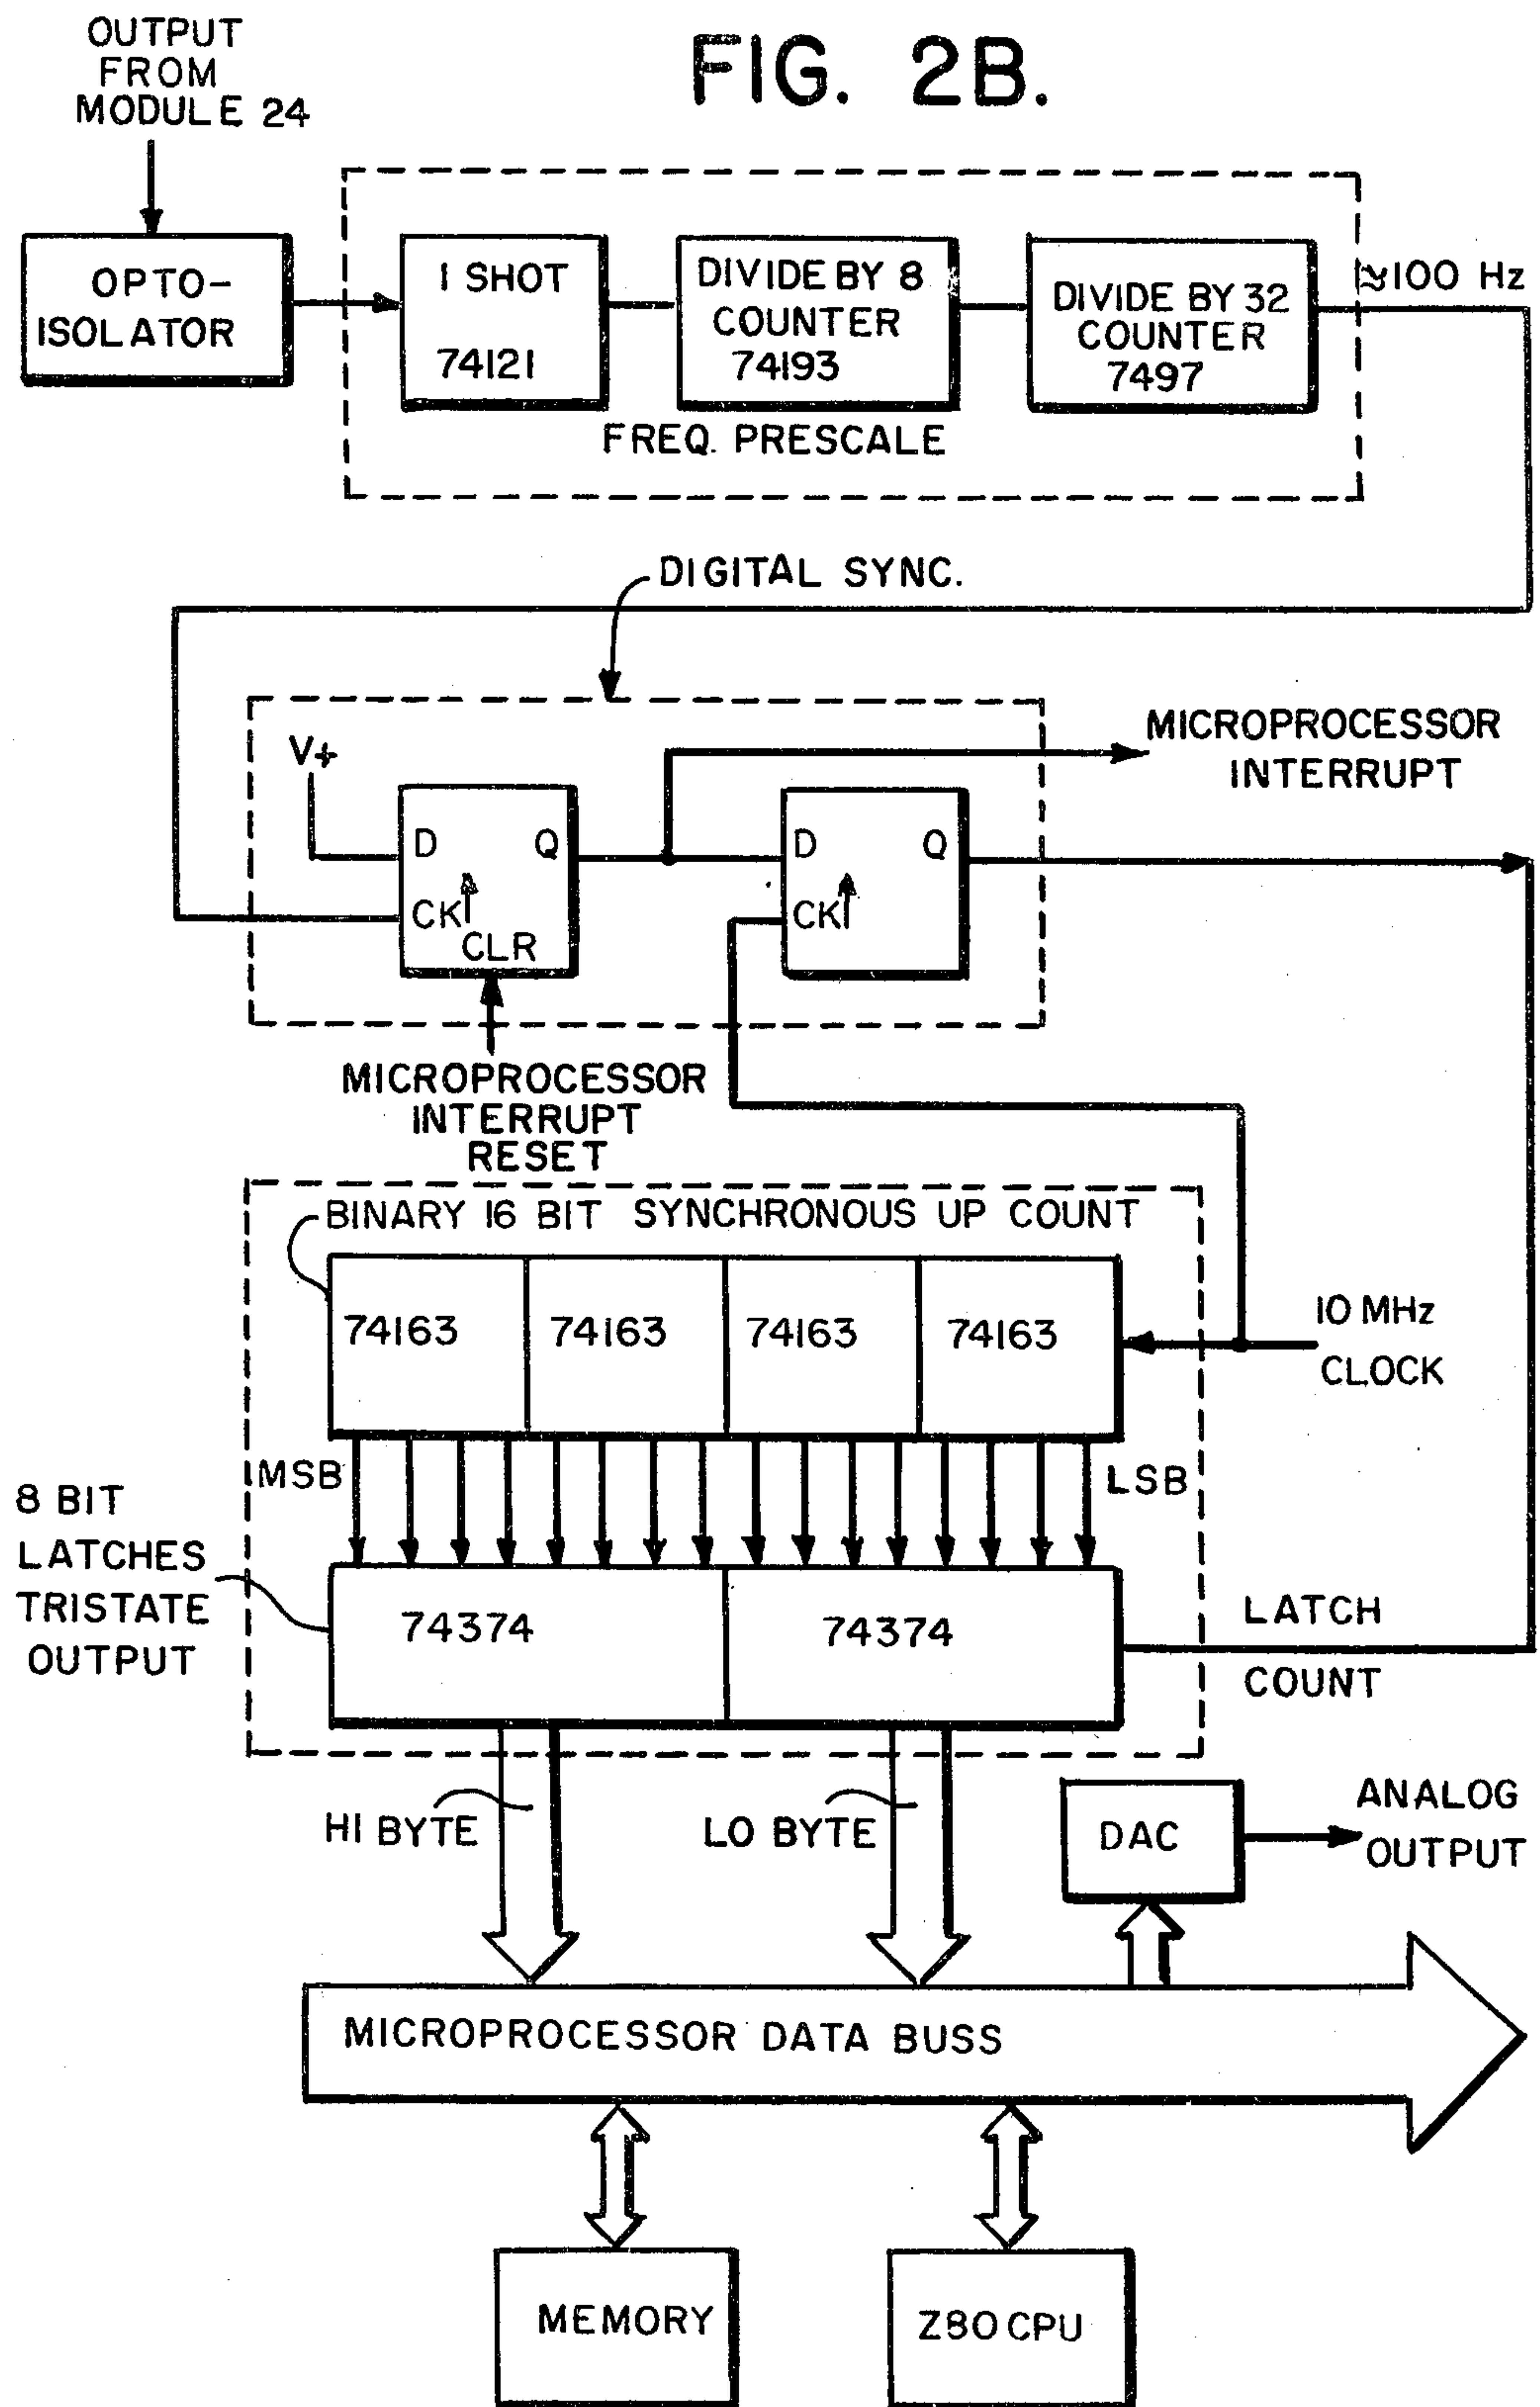 OUTPUT
FROM
MODULE 24
FIG. 2B.
OPTO-
ISOLATOR
1 SHOT
74121
DIVIDE BY 8
COUNTER
74193
DIVIDE BY 32
COUNTER
7497
≈100 Hz
FREQ. PRESCALE
DIGITAL SYNC.
V+
D
Q
CK
CLR
D
Q
CK
MICROPROCESSOR
INTERRUPT
MICROPROCESSOR
INTERRUPT
RESET
BINARY 16 BIT SYNCHRONOUS UP COUNT
74163
74163
74163
74163
10 MHz
CLOCK
MSB
LSB
8 BIT
LATCHES
TRISTATE
OUTPUT
74374
74374
LATCH
COUNT
HI BYTE
LO BYTE
DAC
ANALOG
OUTPUT
MICROPROCESSOR DATA BUSS
MEMORY
Z80 CPU